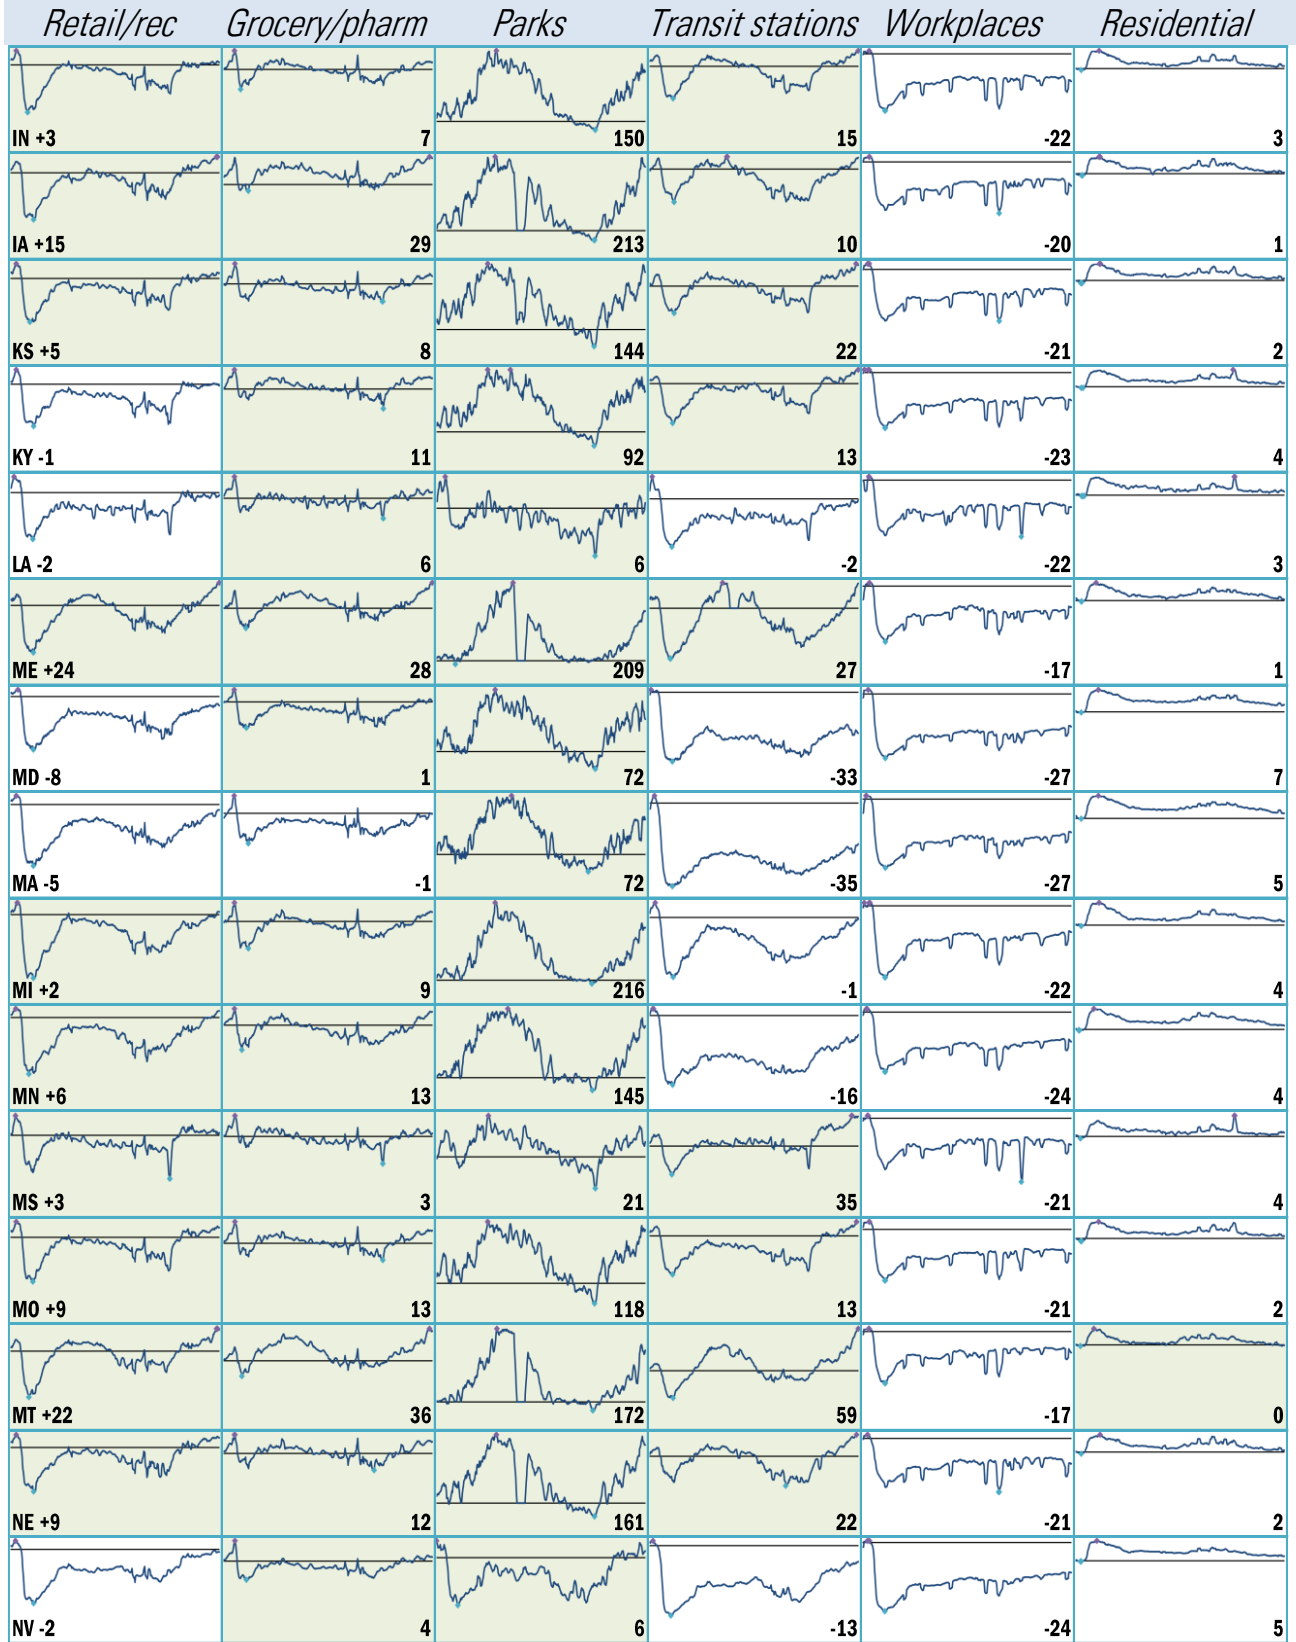 Retail/rec Grocery/pharm Parks Transit stations Workplaces Residential
IN +3 7 150 15 -22 3
IA +15 29 213 10 -20 1
KS +5 8 144 22 -21 2
KY -1 11 92 13 -23 4
LA -2 6 6 -2 -22 3
ME +24 28 209 27 -17 1
MD -8 1 72 -33 -27 7
MA -5 -1 72 -35 -27 5
MI +2 9 216 -1 -22 4
MN +6 13 145 -16 -24 4
MS +3 3 21 35 -21 4
MO +9 13 118 13 -21 2
MT +22 36 172 59 -17 0
NE +9 12 161 22 -21 2
NV -2 4 6 -13 -24 5